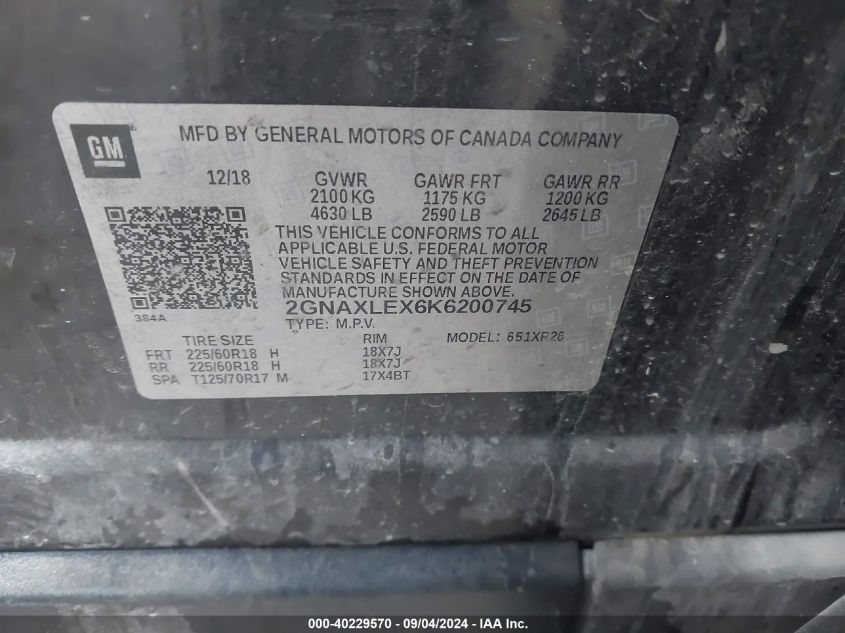 GM
MFD BY GENERAL MOTORS OF CANADA COMPANY
12/18 GVWR GAWR FRT GAWR RR
2100 KG 1175 KG 1200 KG
4630 LB 2590 LB 2645 LB
THIS VEHICLE CONFORMS TO ALL
APPLICABLE U.S. FEDERAL MOTOR
VEHICLE SAFETY AND THEFT PREVENTION
STANDARDS IN EFFECT ON THE DATE OF
MANUFACTURE SHOWN ABOVE.
384A
2GNAXLEX6K6200745
TYPE: M.P.V. MODEL: 651XR26
TIRE SIZE RIM
FRT 225/60R18 H 18X7J
RR 225/60R18 H 18X7J
SPA T125/70R17 M 17X4BT
000-40229570 - 09/04/2024 - IAA Inc.